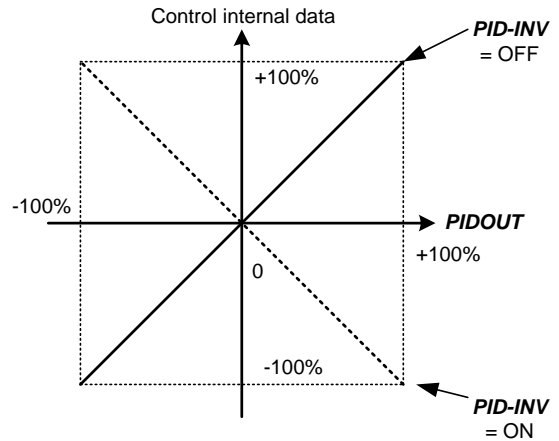 Control internal data
PID-INV
= OFF
+100%
-100%
PIDOUT
+100%
0
-100%
PID-INV
= ON